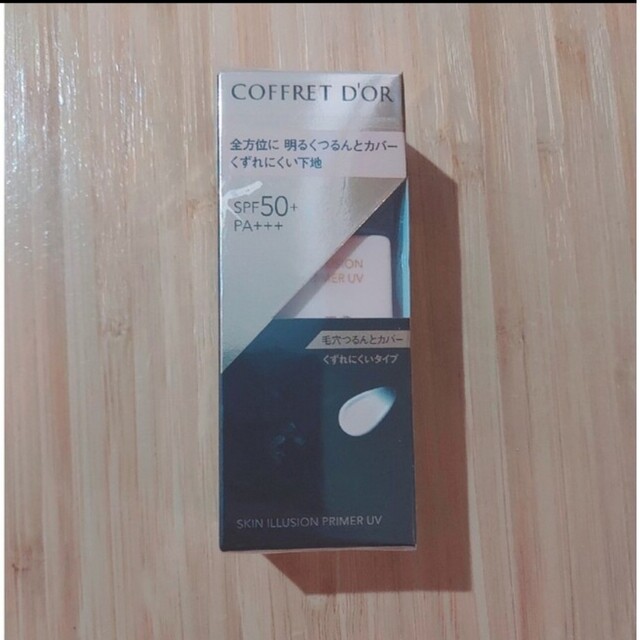 COFFRET D'OR
全方位に 明るくつるんとカバー
くずれにくい下地
SPF50+
PA+++
UV
毛穴つるんとカバー
くずれにくいタイプ
SKIN ILLUSION PRIMER UV